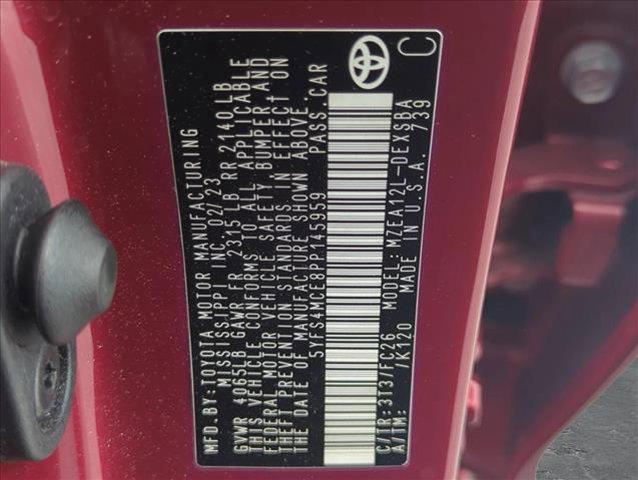 MFD.BY:TOYOTA MOTOR MANUFACTURING
MISSISSIPPI INC. 02/23
GVWR 4065LB GAWR FR 2315 LB RR 2140LB
THIS VEHICLE CONFORMS TO ALL APPLICABLE
FEDERAL MOTOR VEHICLE SAFETY, BUMPER AND
THEFT PREVENTION STANDARDS IN EFFECT ON
THE DATE OF MANUFACTURE SHOWN ABOVE.
5YFS4MCE8PP145959 PASS.CAR
C/TR:3T3/FC26 MODEL: MZEA12L-DEXSBA
A/TM: /K120 MADE IN U.S.A. 739
C